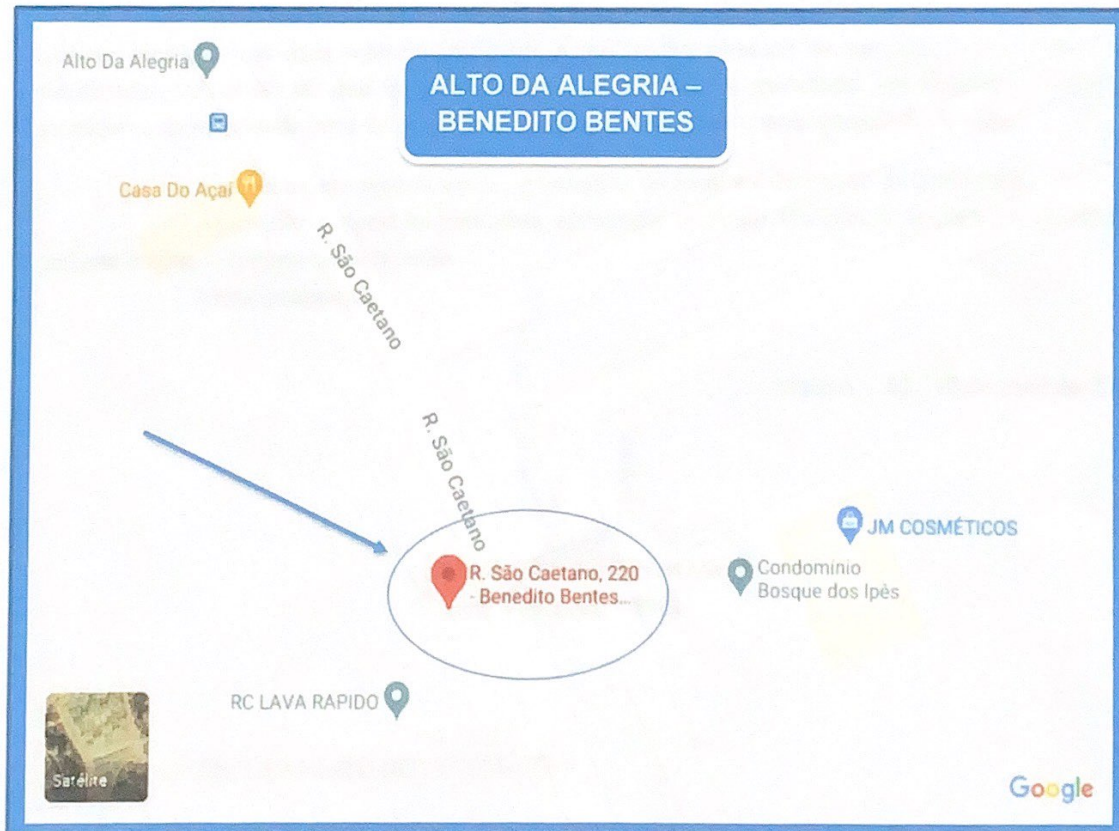 Alto Da Alegria
ALTO DA ALEGRIA –
BENEDITO BENTES
Casa Do Açaí
R. São Caetano
R. São Caetano
JM COSMÉTICOS
R. São Caetano, 220
- Benedito Bentes...
Condominio
Bosque dos Ipês
RC LAVA RAPIDO
Satélite
Google